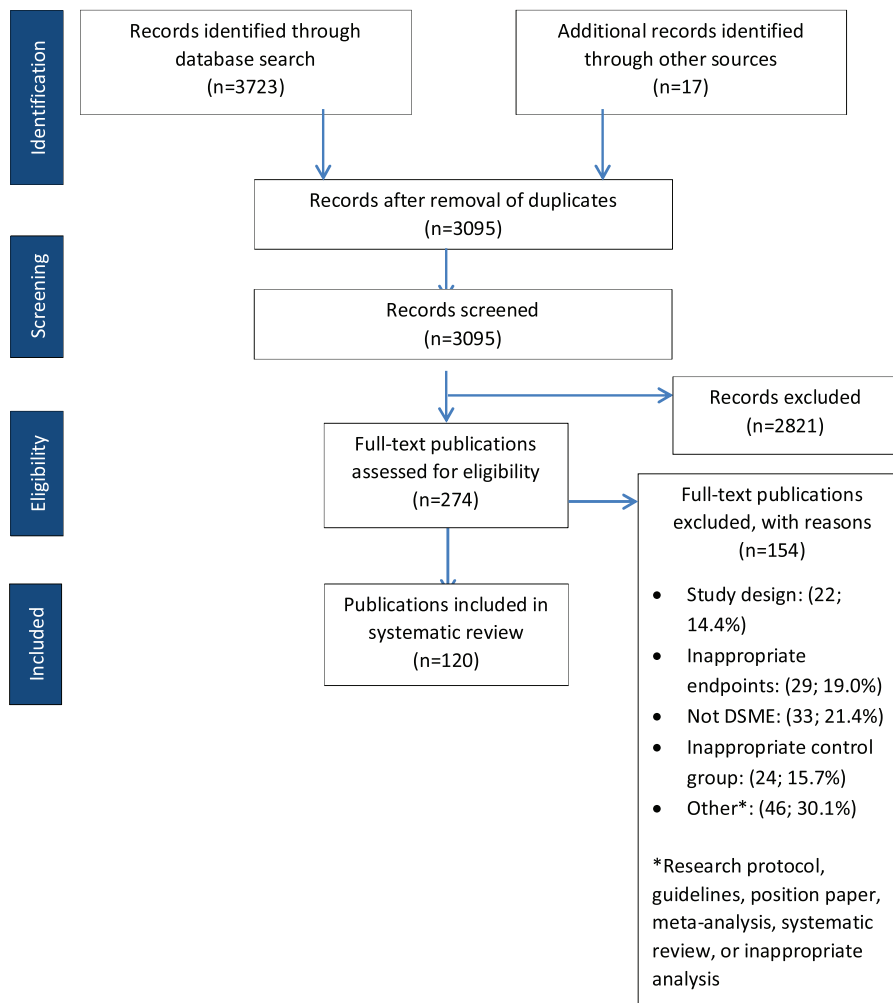 Identification
Records identified through
database search
(n=3723)
Additional records identified
through other sources
(n=17)
Records after removal of duplicates
(n=3095)
Screening
Records screened
(n=3095)
Records excluded
(n=2821)
Eligibility
Full-text publications
assessed for eligibility
(n=274)
Full-text publications
excluded, with reasons
(n=154)
• Study design: (22;
14.4%)
• Inappropriate
endpoints: (29; 19.0%)
• Not DSME: (33; 21.4%)
• Inappropriate control
group: (24; 15.7%)
• Other*: (46; 30.1%)
*Research protocol,
guidelines, position paper,
meta-analysis, systematic
review, or inappropriate
analysis
Included
Publications included in
systematic review
(n=120)